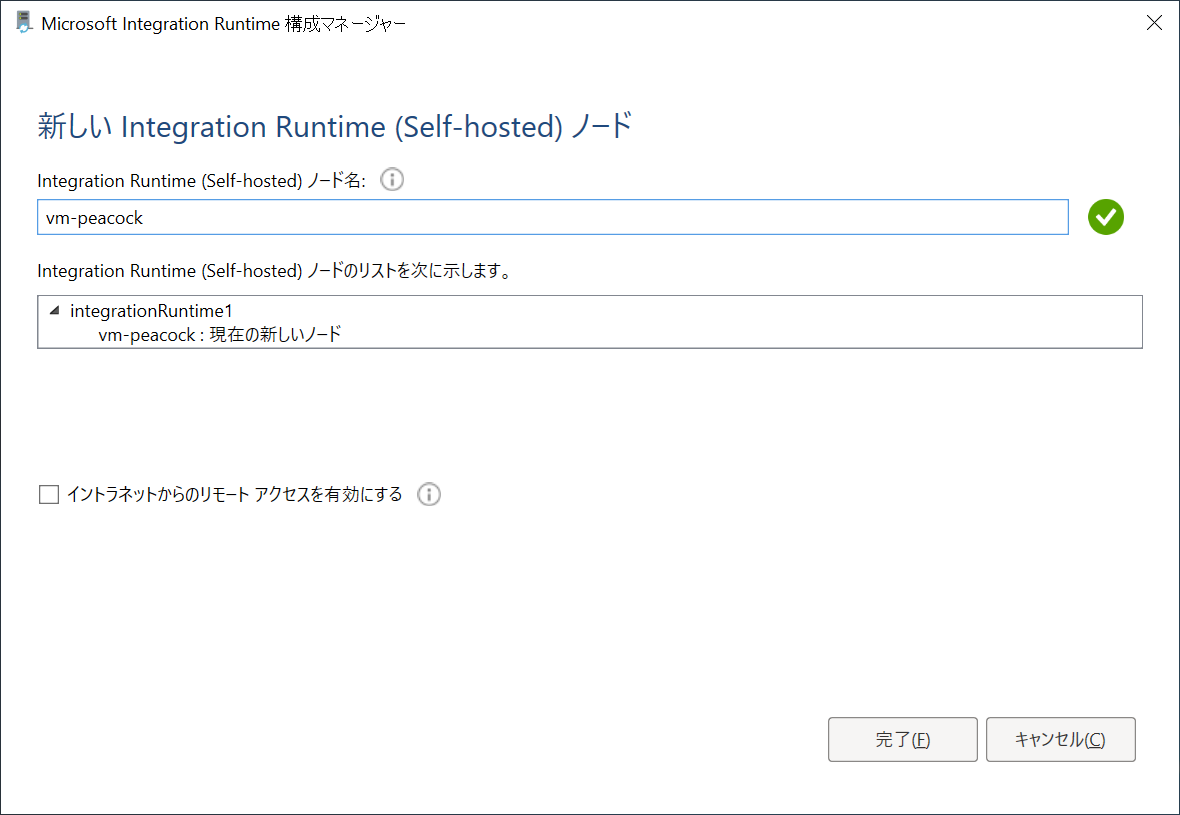 Microsoft Integration Runtime 構成マネージャー
新しい Integration Runtime (Self-hosted) ノード
Integration Runtime (Self-hosted) ノード名:
vm-peacock
Integration Runtime (Self-hosted) ノードのリストを次に示します。
integrationRuntime1
vm-peacock : 現在の新しいノード
イントラネットからのリモート アクセスを有効にする
完了(F) キャンセル(C)